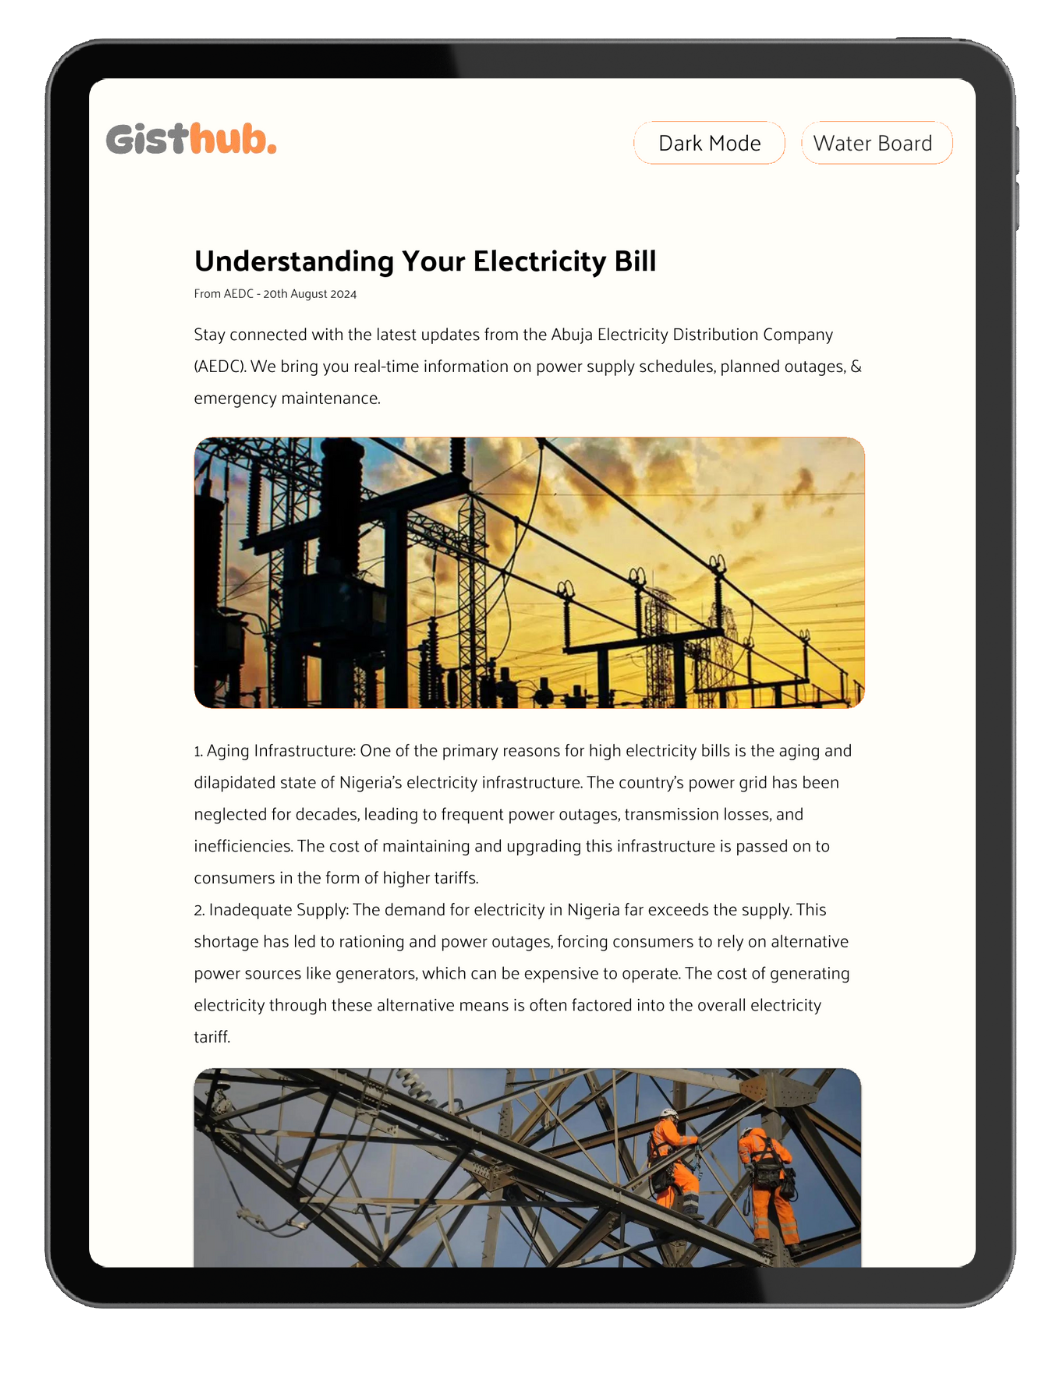 Gisthub.
Dark Mode
Water Board
Understanding Your Electricity Bill
From AEDC - 20th August 2024
Stay connected with the latest updates from the Abuja Electricity Distribution Company
(AEDC). We bring you real-time information on power supply schedules, planned outages, &
emergency maintenance.
1. Aging Infrastructure: One of the primary reasons for high electricity bills is the aging and
dilapidated state of Nigeria's electricity infrastructure. The country's power grid has been
neglected for decades, leading to frequent power outages, transmission losses, and
inefficiencies. The cost of maintaining and upgrading this infrastructure is passed on to
consumers in the form of higher tariffs.
2. Inadequate Supply: The demand for electricity in Nigeria far exceeds the supply. This
shortage has led to rationing and power outages, forcing consumers to rely on alternative
power sources like generators, which can be expensive to operate. The cost of generating
electricity through these alternative means is often factored into the overall electricity
tariff.